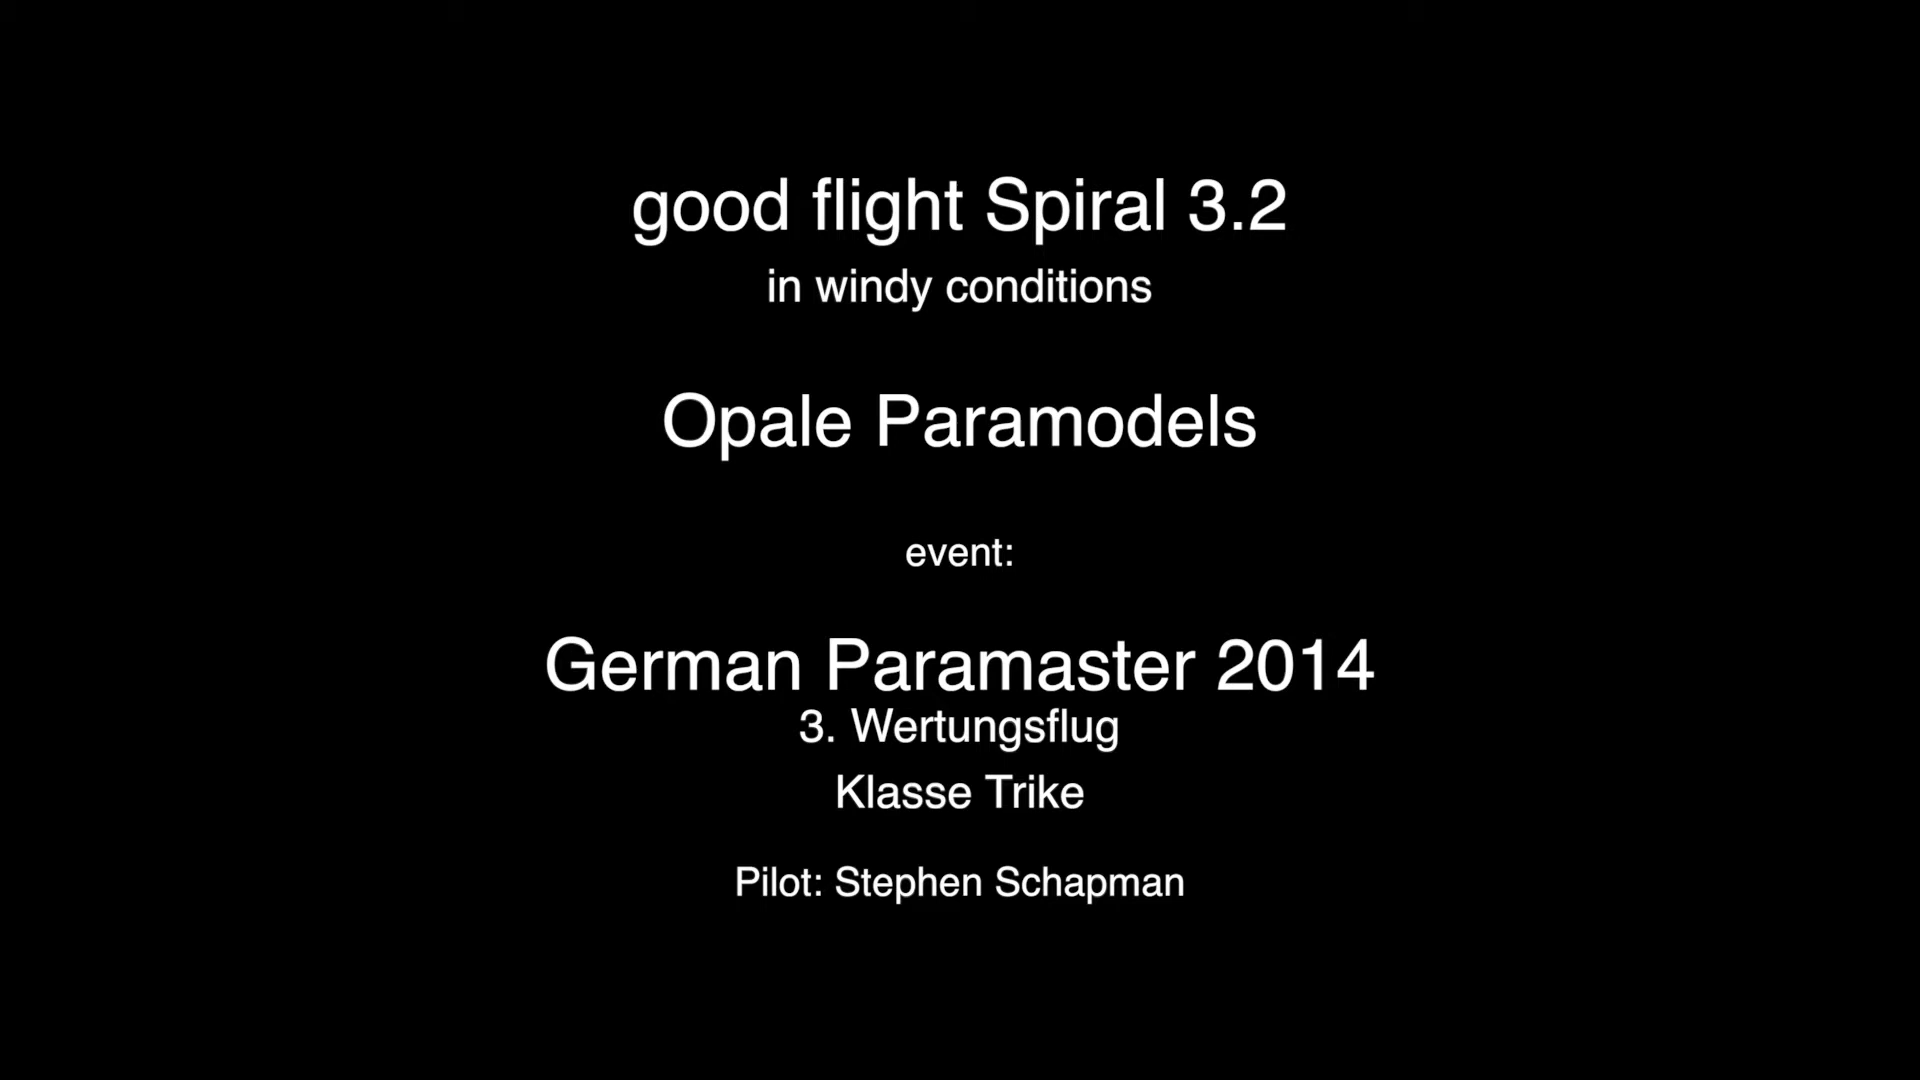 good flight Spiral 3.2
in windy conditions
Opale Paramodels
event:
German Paramaster 2014
3. Wertungsflug
Klasse Trike
Pilot: Stephen Schapman